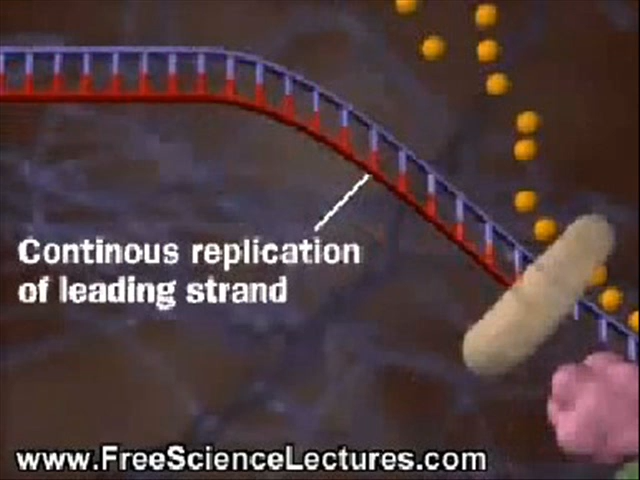 Continous replication
of leading strand
www.FreeScienceLectures.com